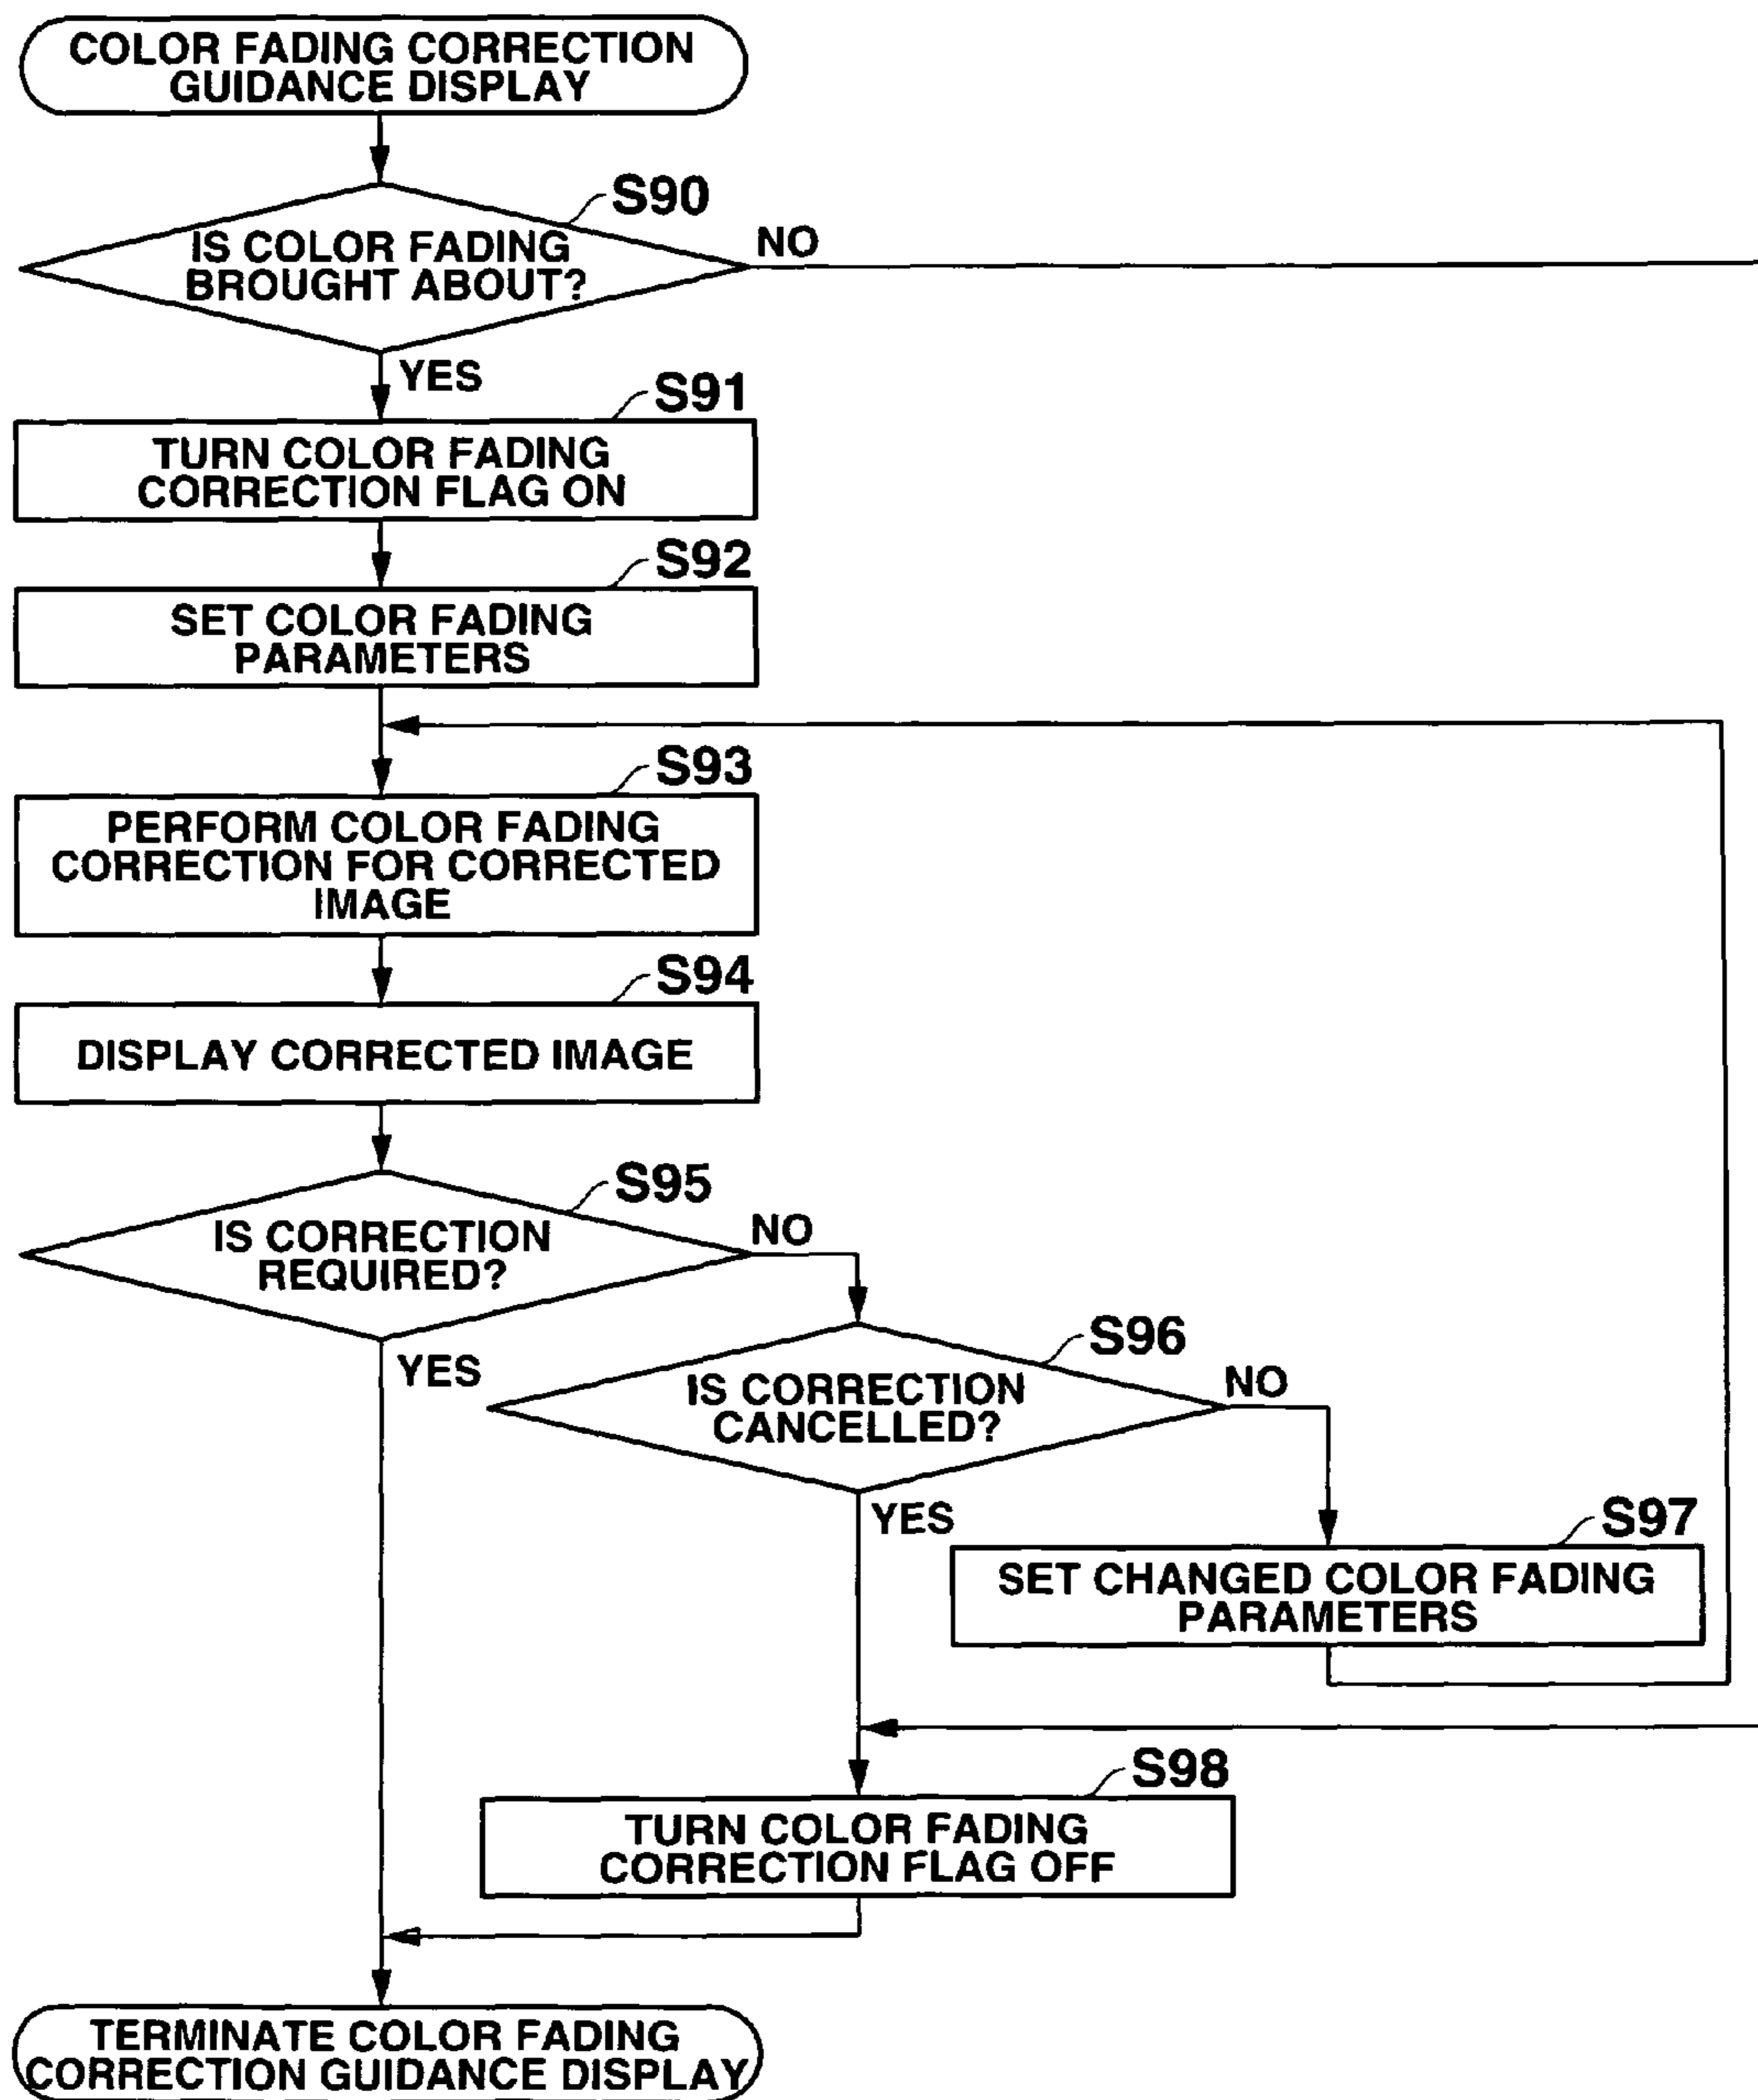 COLOR FADING CORRECTION
GUIDANCE DISPLAY
S90
IS COLOR FADING
BROUGHT ABOUT?
NO
YES
S91
TURN COLOR FADING
CORRECTION FLAG ON
S92
SET COLOR FADING
PARAMETERS
S93
PERFORM COLOR FADING
CORRECTION FOR CORRECTED
IMAGE
S94
DISPLAY CORRECTED IMAGE
S95
IS CORRECTION
REQUIRED?
NO
YES
S96
IS CORRECTION
CANCELLED?
NO
YES
S97
SET CHANGED COLOR FADING
PARAMETERS
S98
TURN COLOR FADING
CORRECTION FLAG OFF
TERMINATE COLOR FADING
CORRECTION GUIDANCE DISPLAY